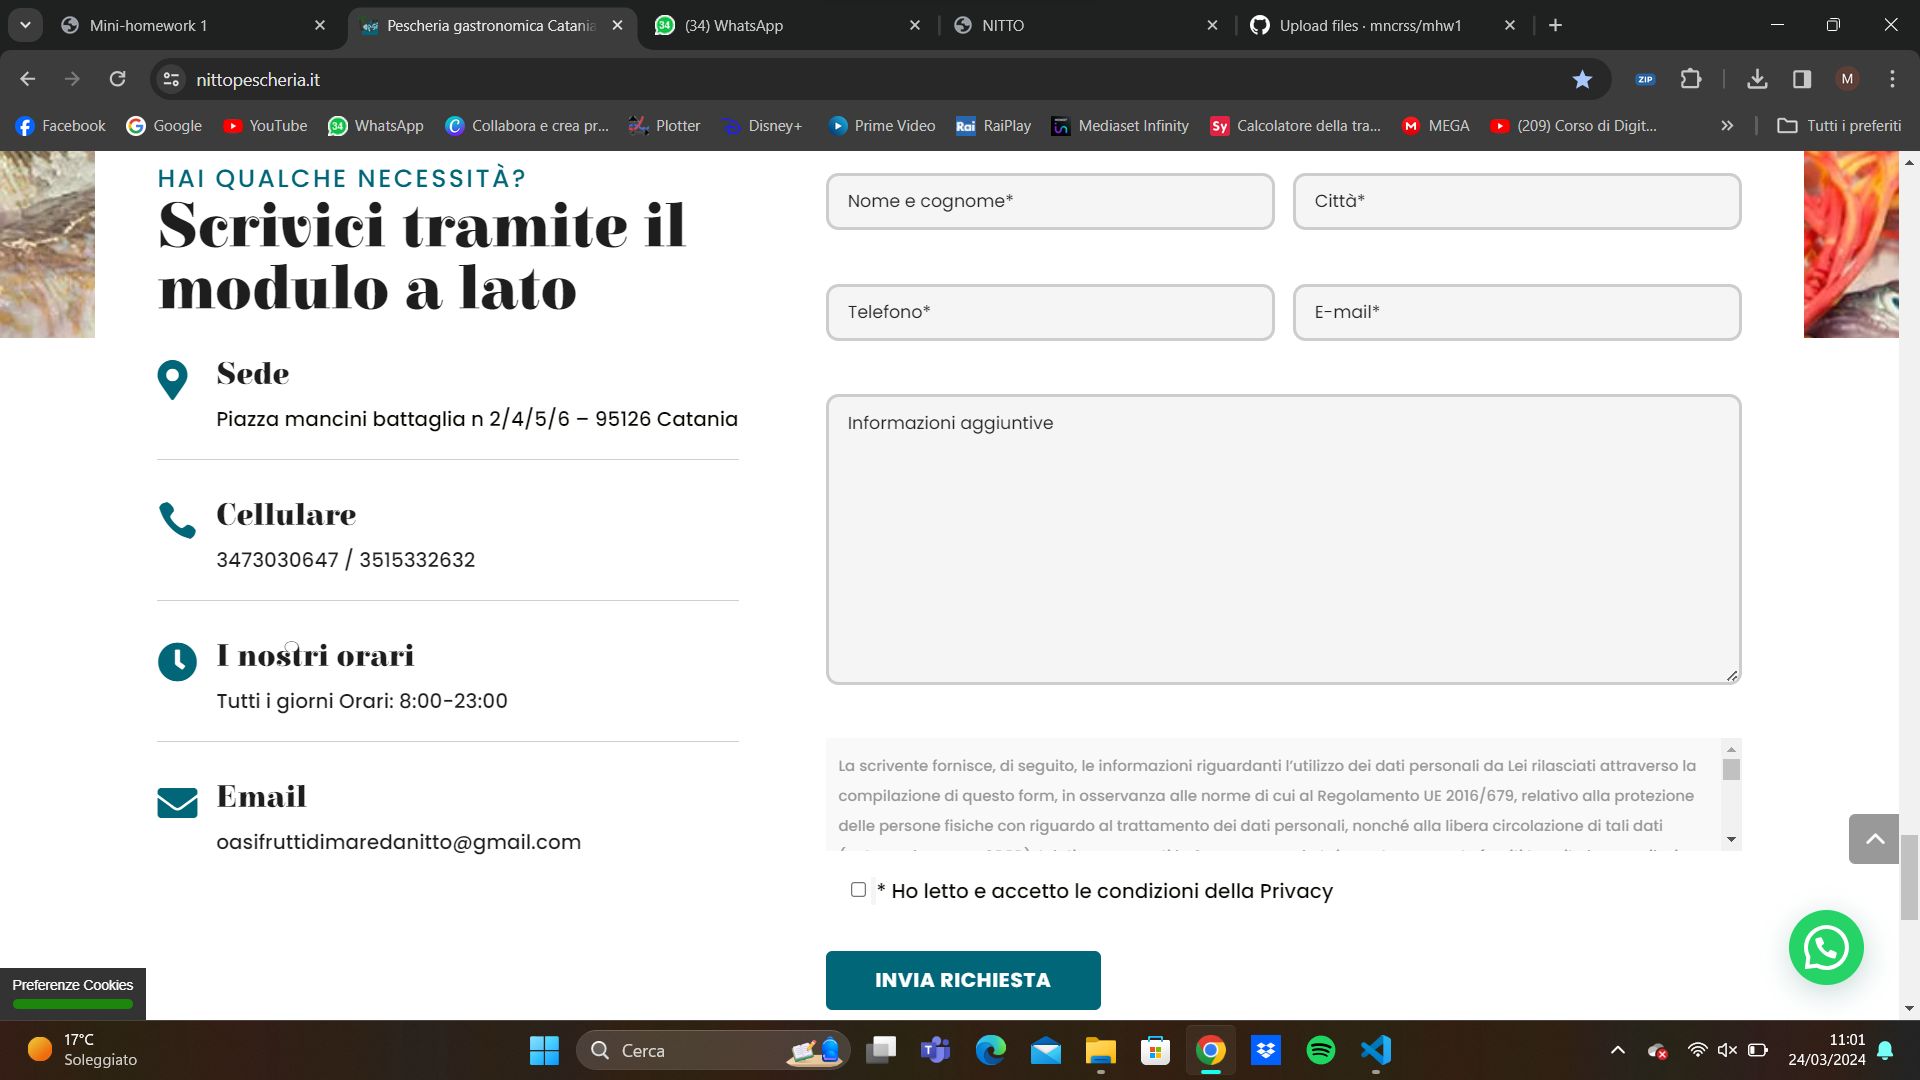 Mini-homework 1
Pescheria gastronomica Catania
(34) WhatsApp
NITTO
Upload files · mncrss/mhw1
nittopescheria.it
ZIP
M
Facebook
Google
YouTube
WhatsApp
Collabora e crea pr...
Plotter
Disney+
Prime Video
RaiPlay
Mediaset Infinity
Calcolatore della tra...
MEGA
(209) Corso di Digit...
Tutti i preferiti
HAI QUALCHE NECESSITÀ?
Scrivici tramite il
modulo a lato
Sede
Piazza mancini battaglia n 2/4/5/6 – 95126 Catania
Cellulare
3473030647 / 3515332632
I nostri orari
Tutti i giorni Orari: 8:00-23:00
Email
oasifruttidimaredanitto@gmail.com
Nome e cognome*
Città*
Telefono*
E-mail*
Informazioni aggiuntive
La scrivente fornisce, di seguito, le informazioni riguardanti l’utilizzo dei dati personali da Lei rilasciati attraverso la
compilazione di questo form, in osservanza alle norme di cui al Regolamento UE 2016/679, relativo alla protezione
delle persone fisiche con riguardo al trattamento dei dati personali, nonché alla libera circolazione di tali dati
* Ho letto e accetto le condizioni della Privacy
INVIA RICHIESTA
Preferenze Cookies
17°C
Soleggiato
Cerca
11:01
24/03/2024